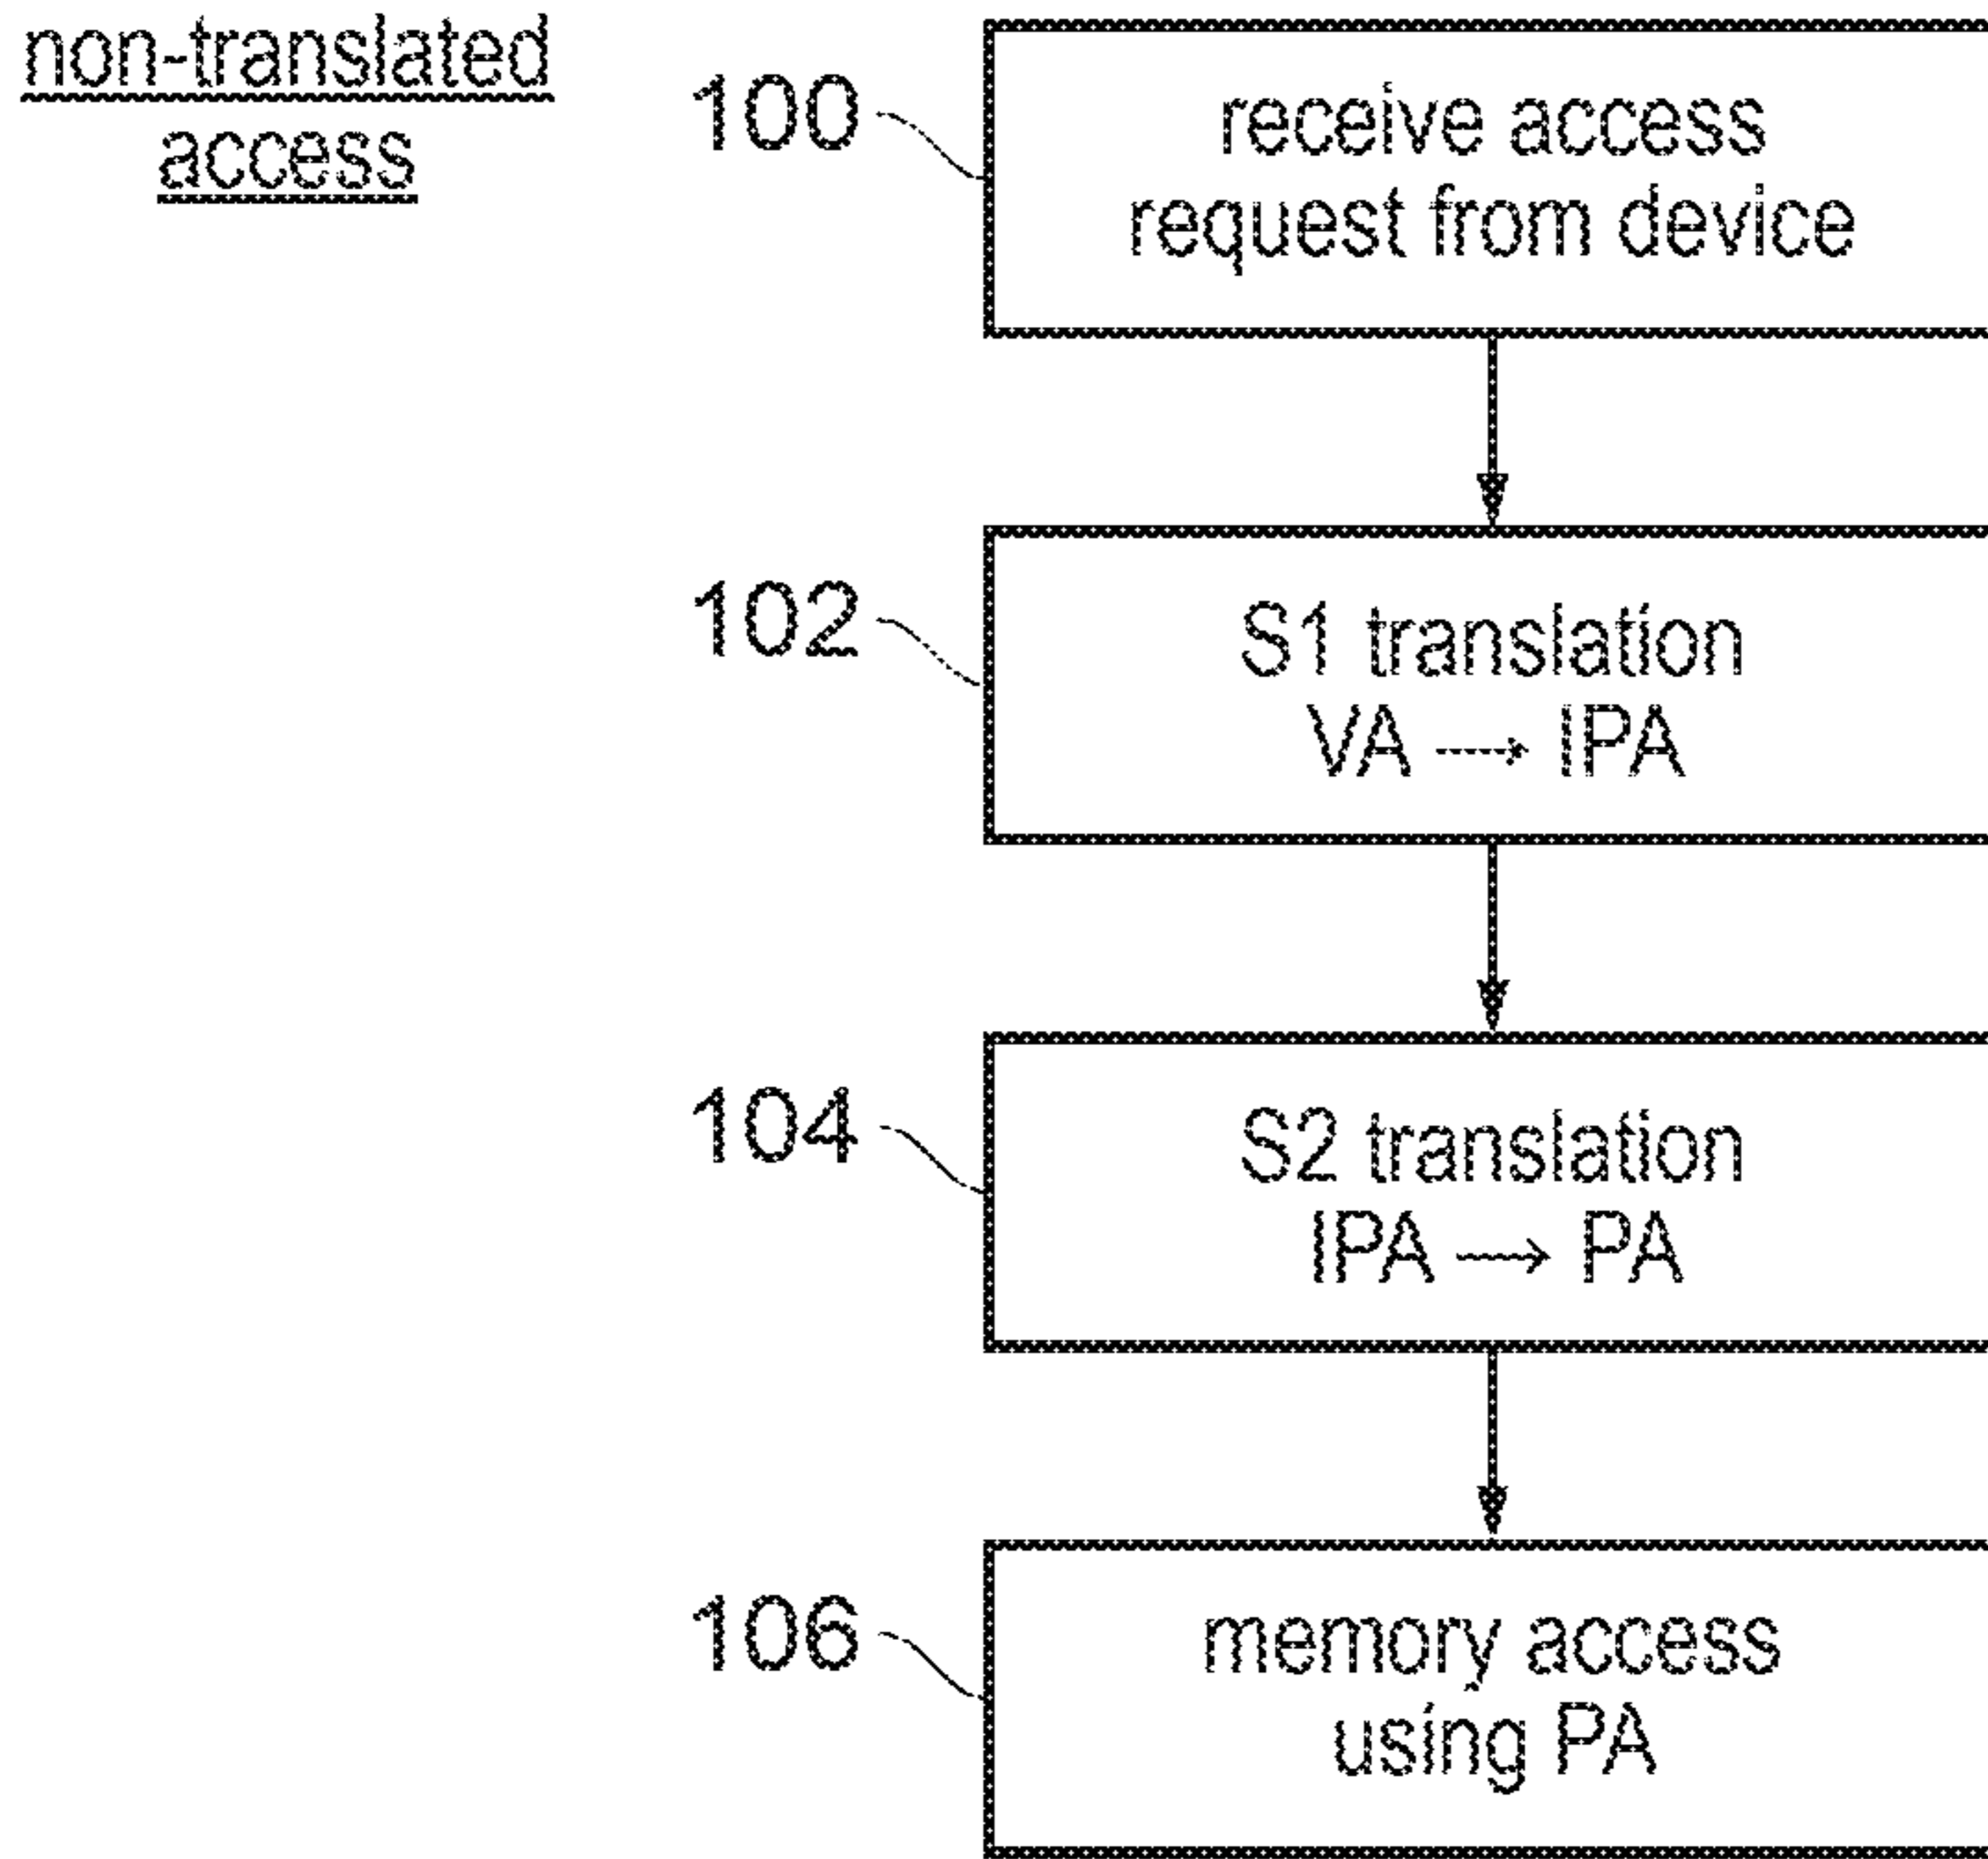 non-translated
access
100
receive access
request from device
102
S1 translation
VA → IPA
104
S2 translation
IPA → PA
106
memory access
using PA